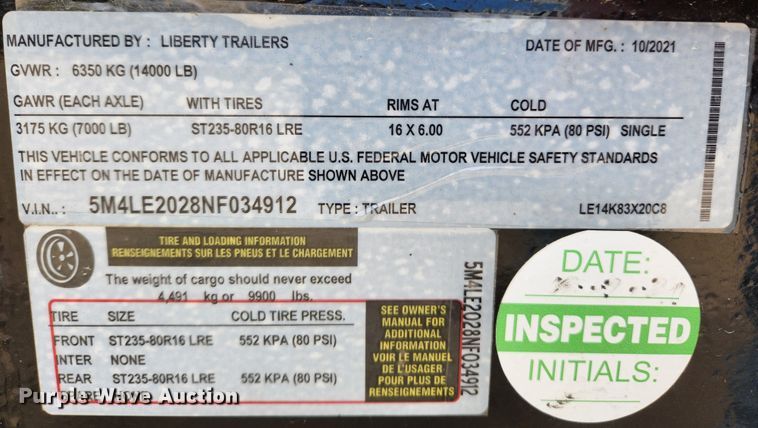 MANUFACTURED BY : LIBERTY TRAILERS DATE OF MFG. : 10/2021
GVWR : 6350 KG (14000 LB)
GAWR (EACH AXLE) WITH TIRES RIMS AT COLD
3175 KG (7000 LB) ST235-80R16 LRE 16 X 6.00 552 KPA (80 PSI) SINGLE
THIS VEHICLE CONFORMS TO ALL APPLICABLE U.S. FEDERAL MOTOR VEHICLE SAFETY STANDARDS
IN EFFECT ON THE DATE OF MANUFACTURE SHOWN ABOVE
V.I.N.. : 5M4LE2028NF034912 TYPE : TRAILER LE14K83X20C8
TIRE AND LOADING INFORMATION
RENSEIGNEMENTS SUR LES PNEUS ET LE CHARGEMENT
The weight of cargo should never exceed
4,491 kg or 9900 lbs.
TIRE SIZE COLD TIRE PRESS.
FRONT ST235-80R16 LRE 552 KPA (80 PSI)
INTER NONE
REAR ST235-80R16 LRE 552 KPA (80 PSI)
SEE OWNER'S
MANUAL FOR
ADDITIONAL
INFORMATION
VOIR LE MANUEL
DE L'USAGER
POUR PLUS DE
RENSEIGNEMENTS
5M4LE2028NF034912
DATE:
INSPECTED
INITIALS:
Purple Wave Auction